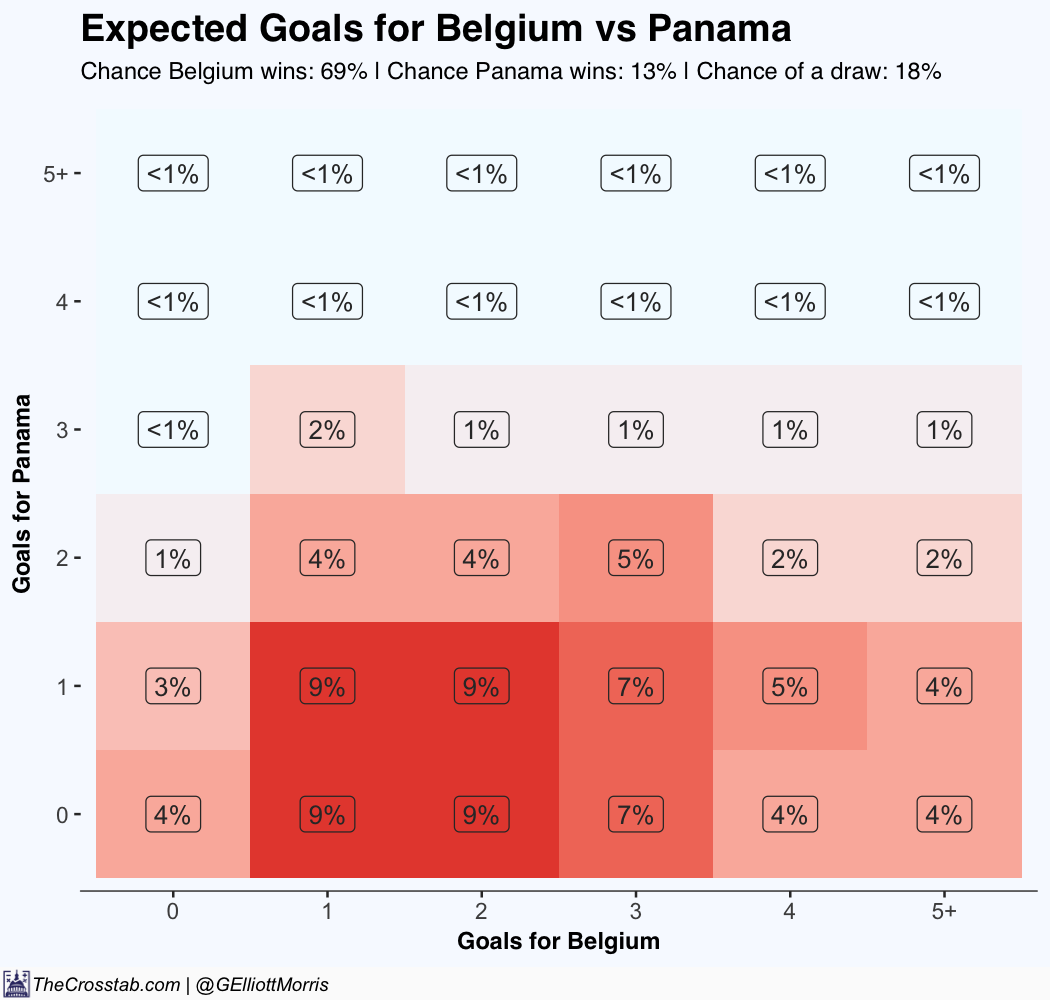 Expected Goals for Belgium vs Panama
Chance Belgium wins: 69% | Chance Panama wins: 13% | Chance of a draw: 18%
5+ <1% <1% <1% <1% <1% <1%
4 <1% <1% <1% <1% <1% <1%
3 <1% 2% 1% 1% 1% 1%
Goals for Panama
2 1% 4% 4% 5% 2% 2%
1 3% 9% 9% 7% 5% 4%
0 4% 9% 9% 7% 4% 4%
0 1 2 3 4 5+
Goals for Belgium
TheCrosstab.com | @GElliottMorris